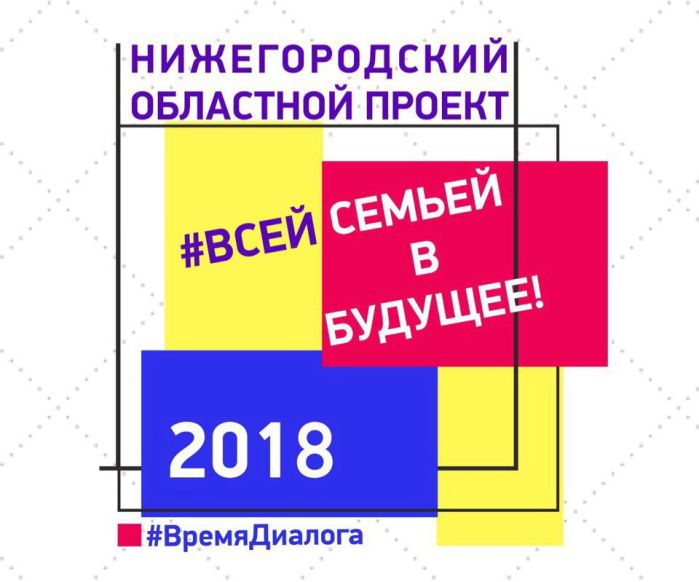 НИЖЕГОРОДСКИЙ
ОБЛАСТНОЙ ПРОЕКТ
#ВСЕЙ СЕМЬЕЙ
В
БУДУЩЕЕ!
2018
#ВремяДиалога